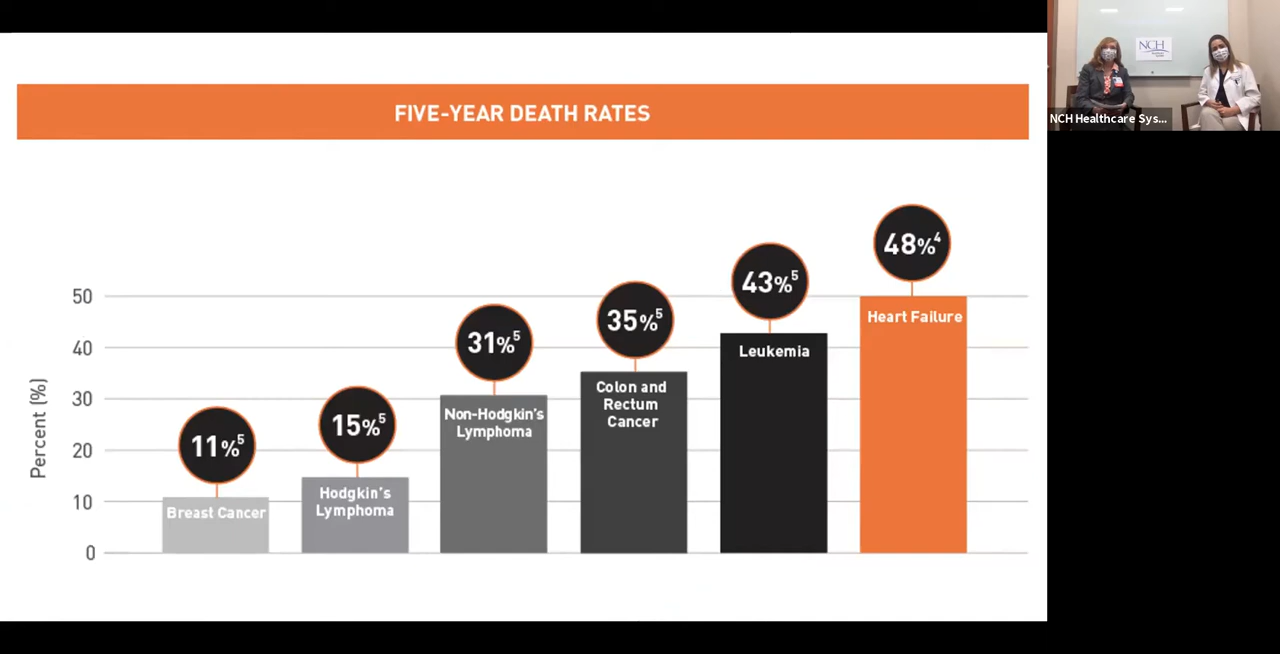 FIVE-YEAR DEATH RATES
NCH
NCH Healthcare Sys...
Percent (%)
50
40
30
20
10
0
11%5
15%5
31%5
35%5
43%5
48%4
Breast Cancer
Hodgkin's
Lymphoma
Non-Hodgkin's
Lymphoma
Colon and
Rectum
Cancer
Leukemia
Heart Failure